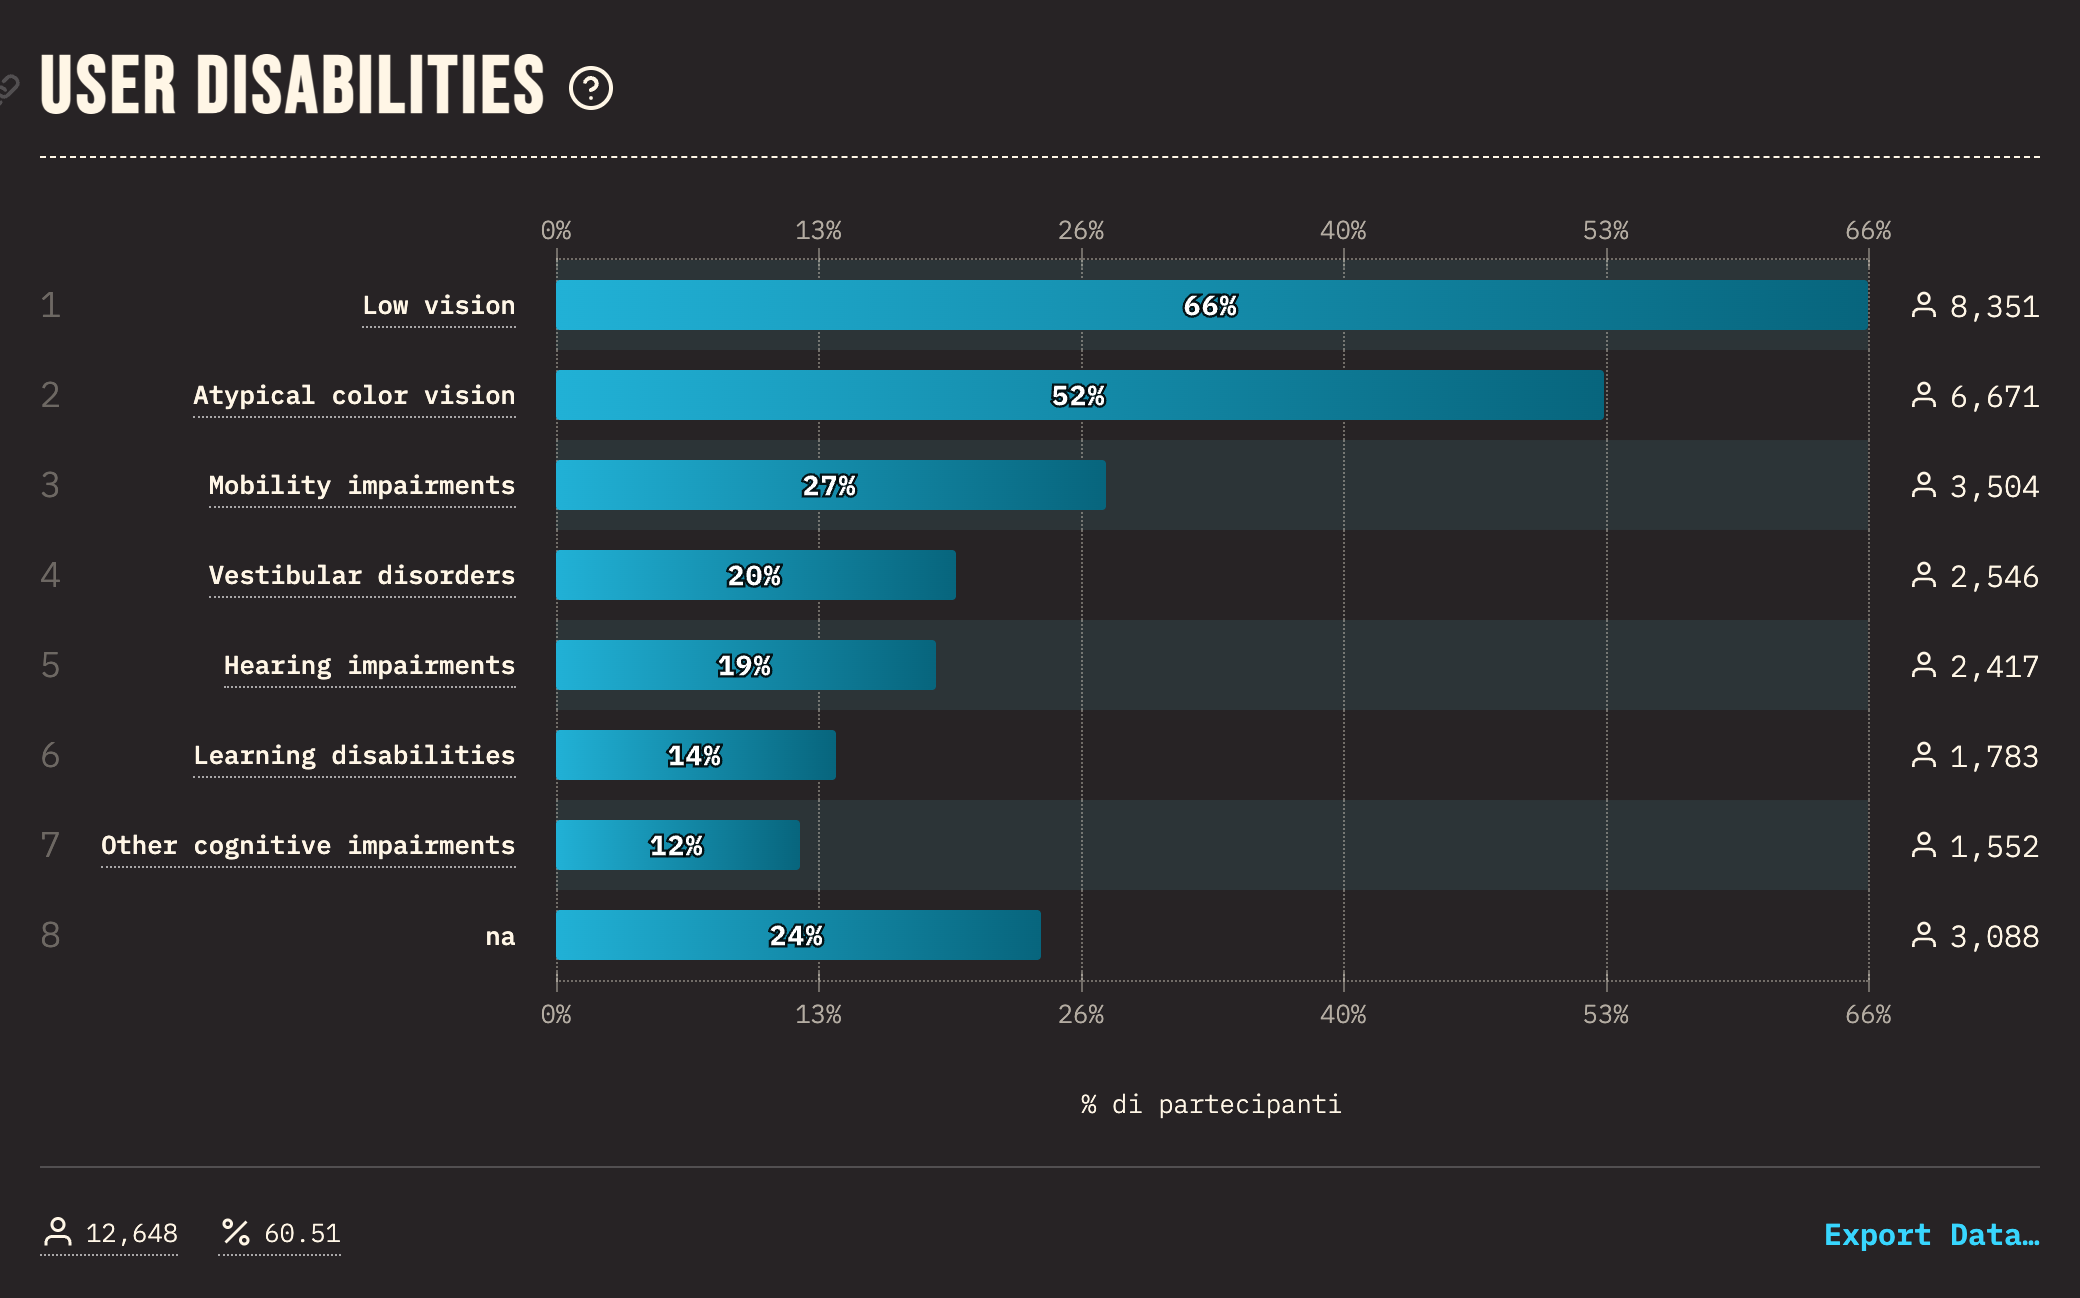 USER DISABILITIES
0% 13% 26% 40% 53% 66%
1 Low vision 66% 8,351
2 Atypical color vision 52% 6,671
3 Mobility impairments 27% 3,504
4 Vestibular disorders 20% 2,546
5 Hearing impairments 19% 2,417
6 Learning disabilities 14% 1,783
7 Other cognitive impairments 12% 1,552
8 na 24% 3,088
0% 13% 26% 40% 53% 66%
% di partecipanti
12,648 % 60.51 Export Data…